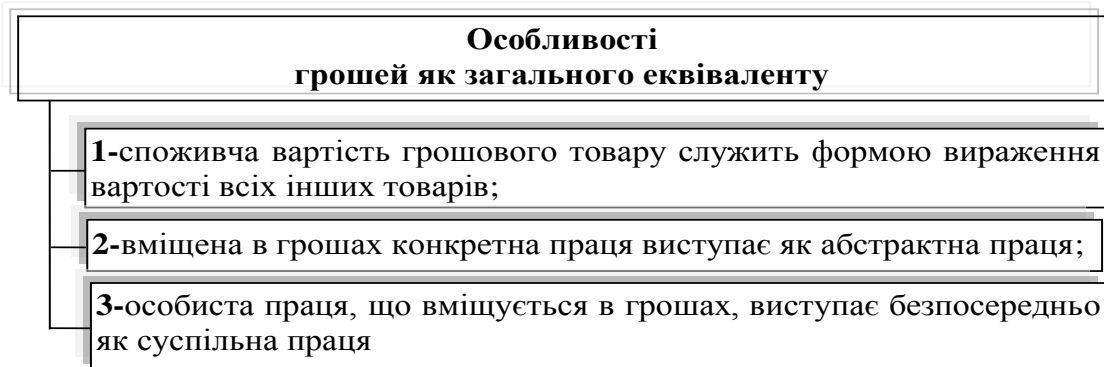 Особливості
грошей як загального еквіваленту
1-споживча вартість грошового товару служить формою вираження
вартості всіх інших товарів;
2-вміщена в грошах конкретна праця виступає як абстрактна праця;
3-особиста праця, що вміщується в грошах, виступає безпосередньо
як суспільна праця